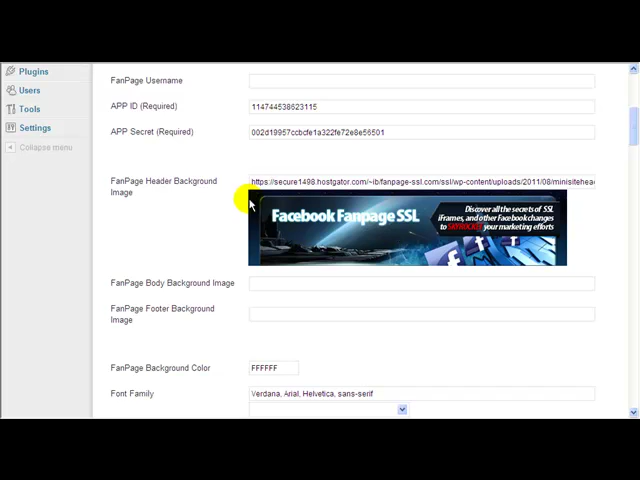 Plugins
FanPage Username
Users
Tools
APP ID (Required)
114744538623115
Settings
APP Secret (Required)
002d19957ccbcfe1a322fe72e8e56501
Collapse menu
FanPage Header Background Image
https://secure1498.hostgator.com/~ib/fanpage-ssl.com/ssl/wp-content/uploads/2011/08/minisitehea
Facebook Fanpage SSL
Discover all the secrets of SSL
iFrames, and other Facebook changes
to SKYROCKET your marketing efforts
FanPage Body Background Image
FanPage Footer Background Image
FanPage Background Color
FFFFFF
Font Family
Verdana, Arial, Helvetica, sans-serif